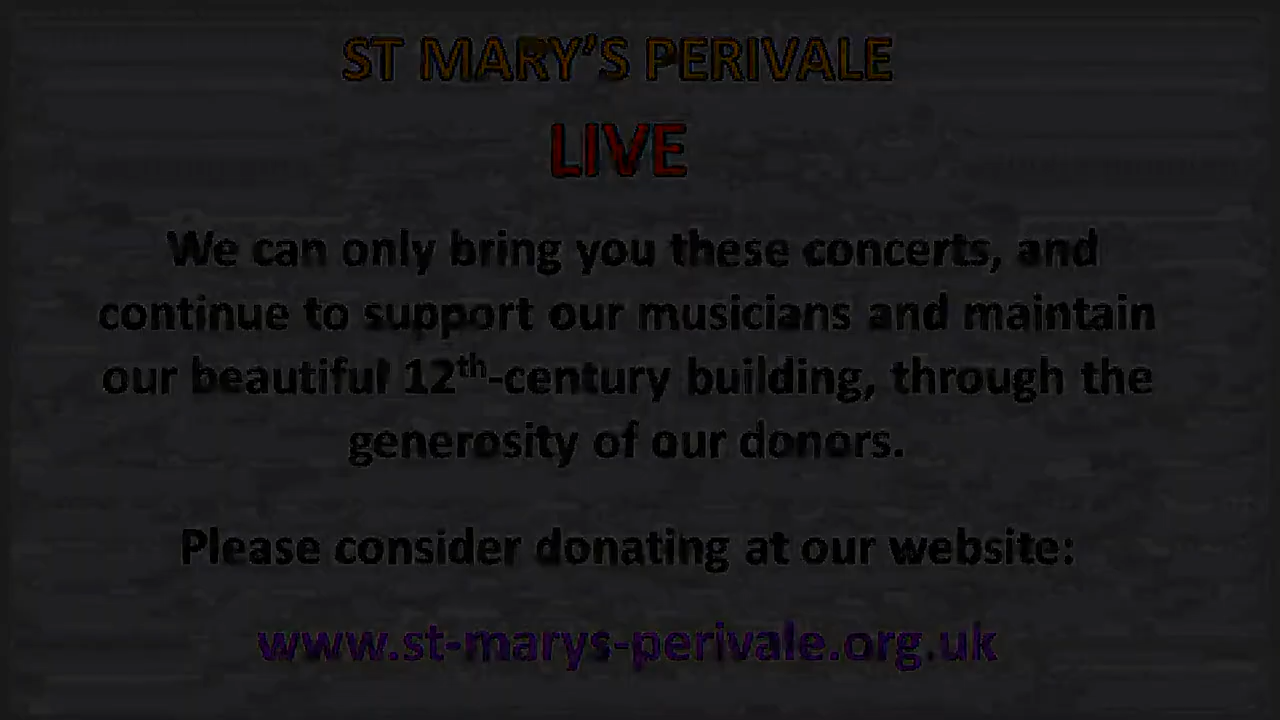 ST MARY’S PERIVALE
LIVE
We can only bring you these concerts, and
continue to support our musicians and maintain
our beautiful 12th-century building, through the
generosity of our donors.
Please consider donating at our website:
www.st-marys-perivale.org.uk